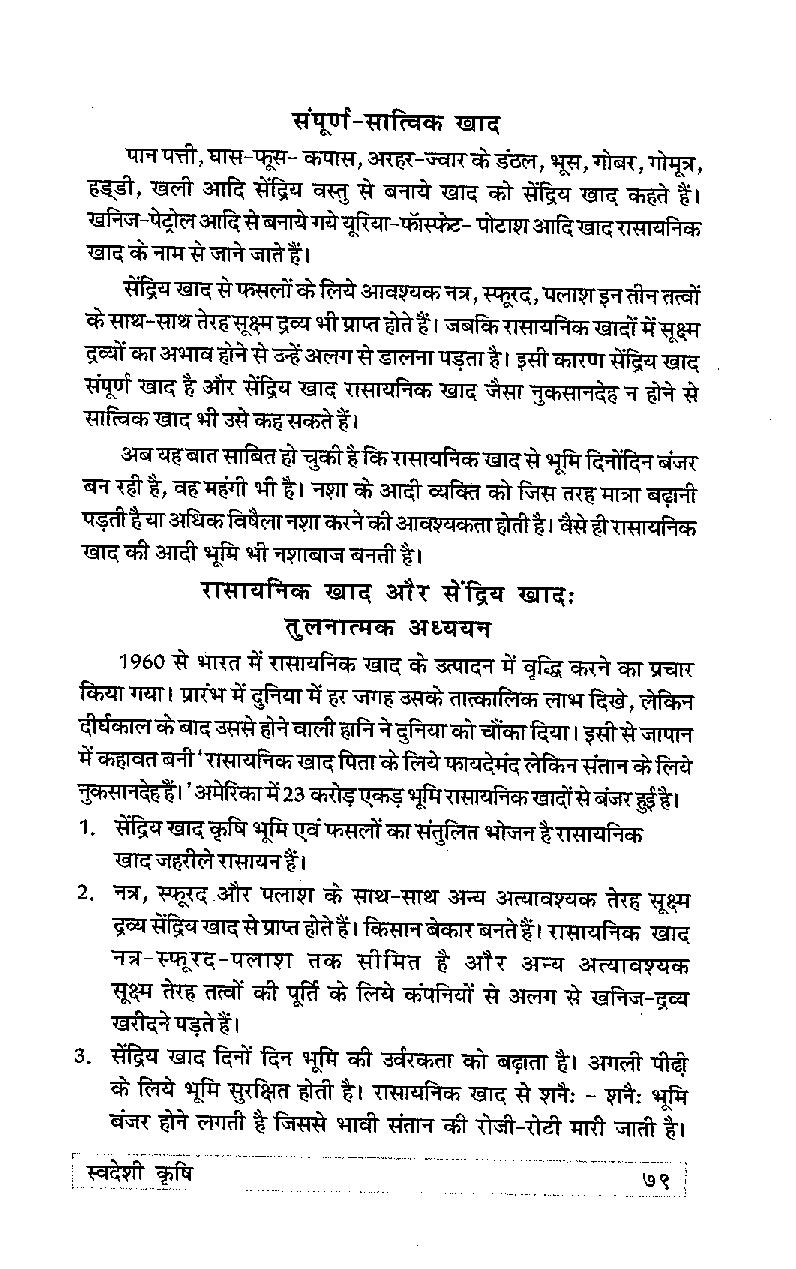 संपूर्ण-सात्विक खाद
पान पत्ती, घास-फूस- कपास, अरहर-ज्वार के डंठल, भूस, गोबर, गोमूत्र,
हड्डी, खली आदि सेंद्रिय वस्तु से बनाये खाद को सेंद्रिय खाद कहते हैं।
खनिज-पेट्रोल आदि से बनाये गये यूरिया-फॉस्फेट- पोटाश आदि खाद रासायनिक
खाद के नाम से जाने जाते हैं।
सेंद्रिय खाद से फसलों के लिये आवश्यक नत्र, स्फूरद, पलाश इन तीन तत्वों
के साथ-साथ तेरह सूक्ष्म द्रव्य भी प्राप्त होते हैं। जबकि रासायनिक खादों में सूक्ष्म
द्रव्यों का अभाव होने से उन्हें अलग से डालना पड़ता है। इसी कारण सेंद्रिय खाद
संपूर्ण खाद है और सेंद्रिय खाद रासायनिक खाद जैसा नुकसानदेह न होने से
सात्विक खाद भी उसे कह सकते हैं।
अब यह बात साबित हो चुकी है कि रासायनिक खाद से भूमि दिनोंदिन बंजर
बन रही है, वह महंगी भी है। नशा के आदी व्यक्ति को जिस तरह मात्रा बढ़ानी
पड़ती है या अधिक विषैला नशा करने की आवश्यकता होती है। वैसे ही रासायनिक
खाद की आदी भूमि भी नशाबाज बनती है।
रासायनिक खाद और सेंद्रिय खाद:
तुलनात्मक अध्ययन
1960 से भारत में रासायनिक खाद के उत्पादन में वृद्धि करने का प्रचार
किया गया। प्रारंभ में दुनिया में हर जगह उसके तात्कालिक लाभ दिखे, लेकिन
दीर्घकाल के बाद उससे होने वाली हानि ने दुनिया को चौंका दिया। इसी से जापान
में कहावत बनी 'रासायनिक खाद पिता के लिये फायदेमंद लेकिन संतान के लिये
नुकसानदेह हैं।' अमेरिका में 23 करोड़ एकड़ भूमि रासायनिक खादों से बंजर हुई है।
1. सेंद्रिय खाद कृषि भूमि एवं फसलों का संतुलित भोजन है रासायनिक
खाद जहरीले रासायन हैं।
2. नत्र, स्फूरद और पलाश के साथ-साथ अन्य अत्यावश्यक तेरह सूक्ष्म
द्रव्य सेंद्रिय खाद से प्राप्त होते हैं। किसान बेकार बनते हैं। रासायनिक खाद
नत्र-स्फूरद-पलाश तक सीमित है और अन्य अत्यावश्यक
सूक्ष्म तेरह तत्वों की पूर्ति के लिये कंपनियों से अलग से खनिज-द्रव्य
खरीदने पड़ते हैं।
3. सेंद्रिय खाद दिनों दिन भूमि की उर्वरकता को बढ़ाता है। अगली पीढ़ी
के लिये भूमि सुरक्षित होती है। रासायनिक खाद से शनैः - शनैः भूमि
बंजर होने लगती है जिससे भावी संतान की रोजी-रोटी मारी जाती है।
स्वदेशी कृषि ७९